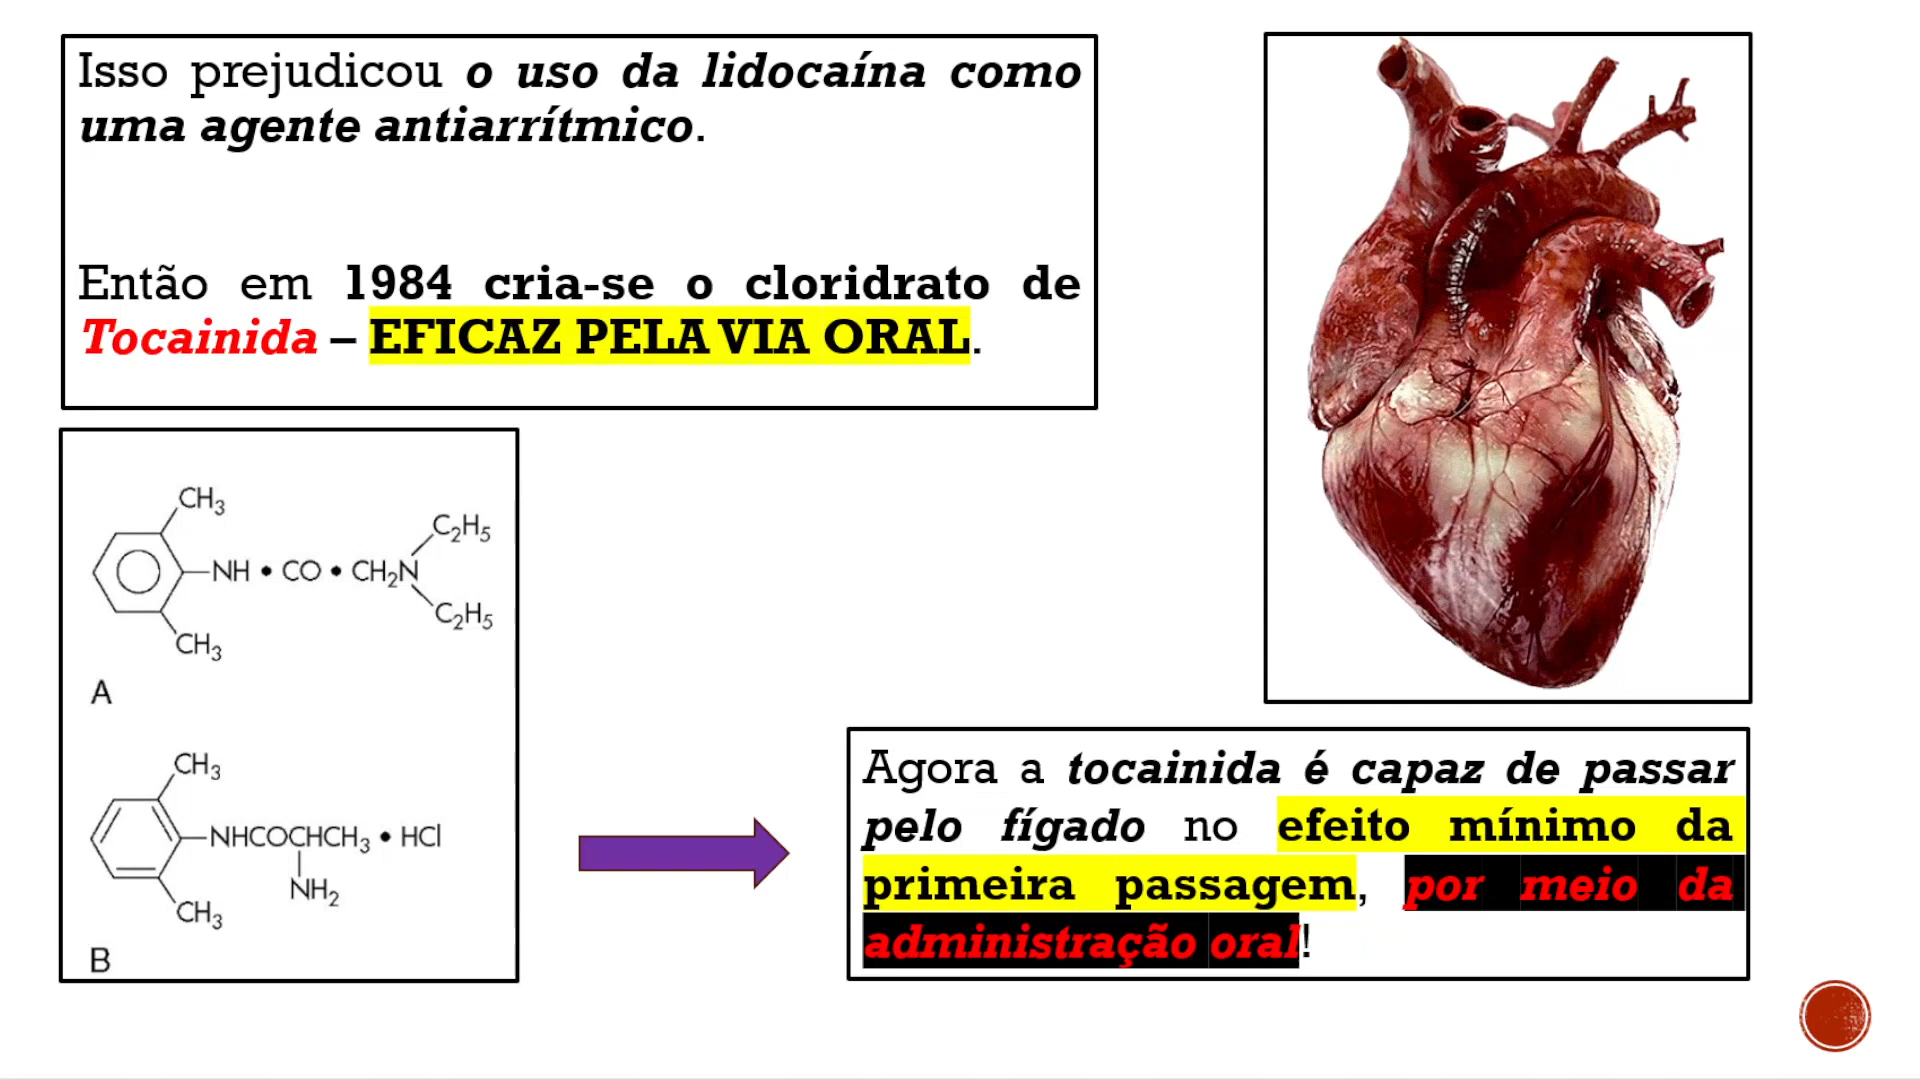 Isso prejudicou o uso da lidocaína como
uma agente antiarrítmico.
Então em 1984 cria-se o cloridrato de
Tocainida – EFICAZ PELA VIA ORAL.
CH₃
C₂H₅
NH • CO • CH₂N
C₂H₅
CH₃
A
CH₃
NHCOCHCH₃ • HCl
NH₂
CH₃
B
Agora a tocainida é capaz de passar
pelo fígado no efeito mínimo da
primeira passagem, por meio da
administração oral!